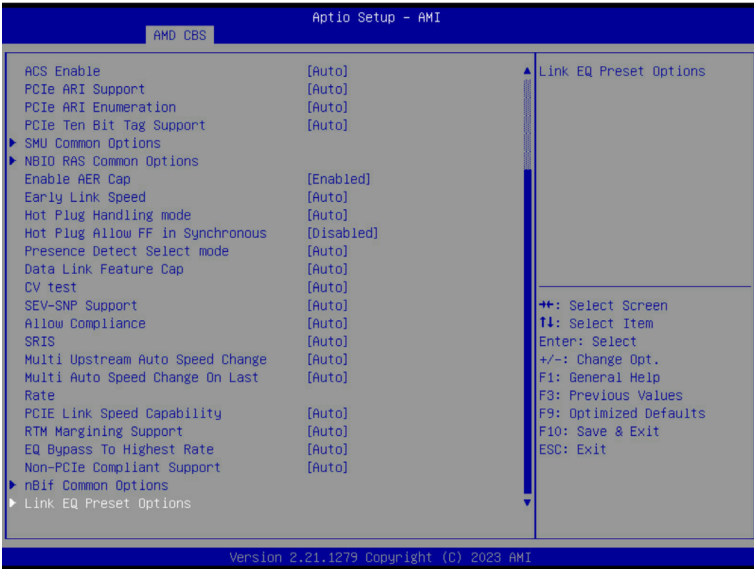 Aptio Setup – AMI
AMD CBS
ACS Enable [Auto]
PCIe ARI Support [Auto]
PCIe ARI Enumeration [Auto]
PCIe Ten Bit Tag Support [Auto]
SMU Common Options
NBIO RAS Common Options
Enable AER Cap [Enabled]
Early Link Speed [Auto]
Hot Plug Handling mode [Auto]
Hot Plug Allow FF in Synchronous [Disabled]
Presence Detect Select mode [Auto]
Data Link Feature Cap [Auto]
CV test [Auto]
SEV-SNP Support [Auto]
Allow Compliance [Auto]
SRIS [Auto]
Multi Upstream Auto Speed Change [Auto]
Multi Auto Speed Change On Last [Auto]
Rate
PCIE Link Speed Capability [Auto]
RTM Margining Support [Auto]
EQ Bypass To Highest Rate [Auto]
Non-PCIe Compliant Support [Auto]
nBif Common Options
Link EQ Preset Options
Link EQ Preset Options
→←: Select Screen
↑↓: Select Item
Enter: Select
+/-: Change Opt.
F1: General Help
F3: Previous Values
F9: Optimized Defaults
F10: Save & Exit
ESC: Exit
Version 2.21.1279 Copyright (C) 2023 AMI